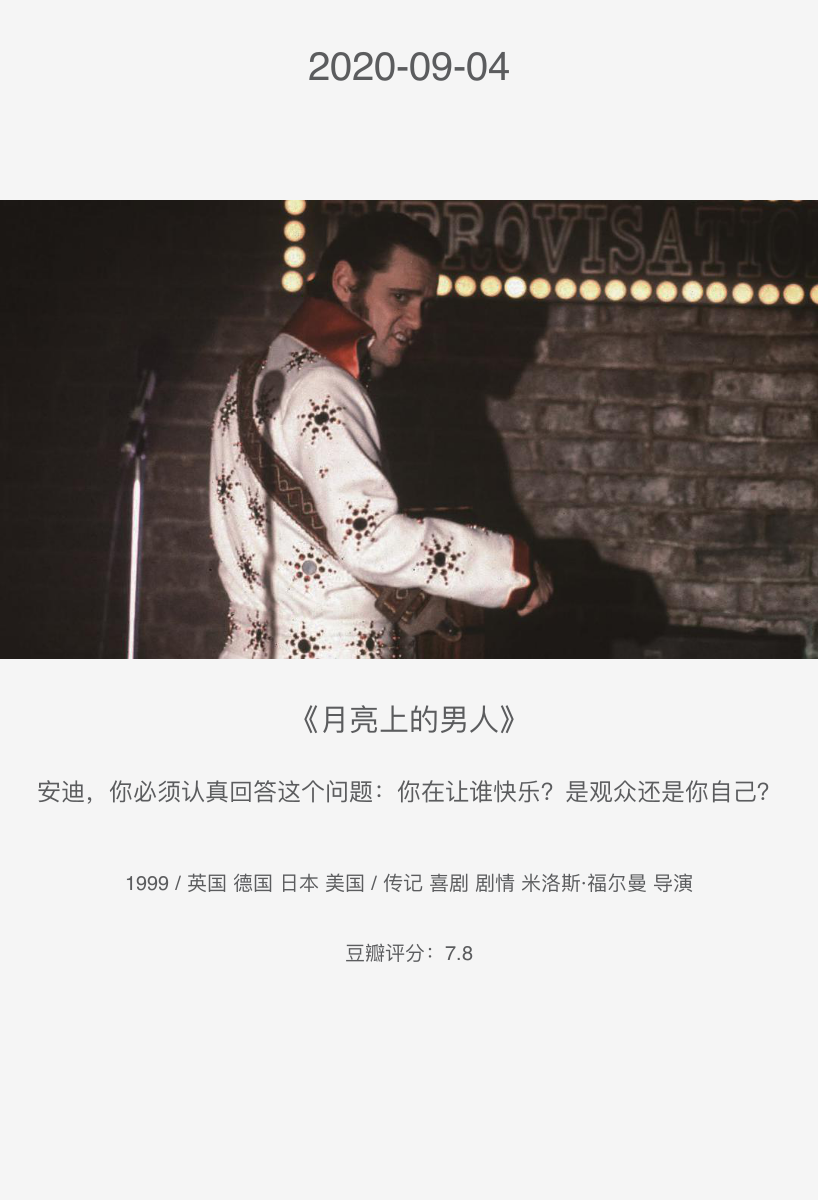 2020-09-04
IMPROVISATIO
《月亮上的男人》
安迪，你必须认真回答这个问题：你在让谁快乐？是观众还是你自己？
1999 / 英国 德国 日本 美国 / 传记 喜剧 剧情 米洛斯·福尔曼 导演
豆瓣评分：7.8